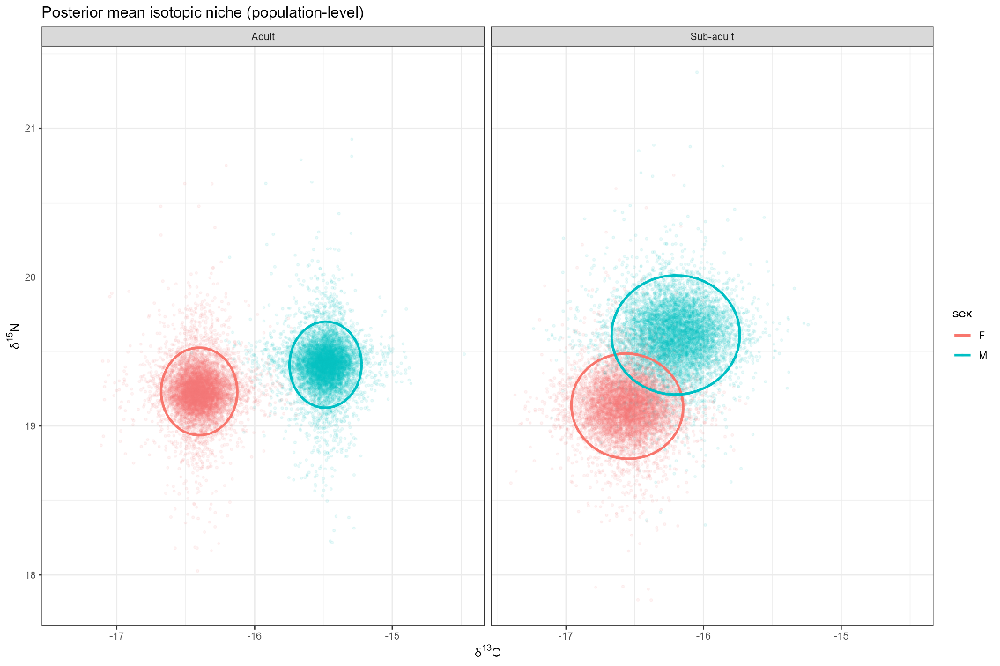 Posterior mean isotopic niche (population-level)
Adult
Sub-adult
21
20
19
18
δ¹⁵N
-17
-16
-15
-17
-16
-15
δ¹³C
sex
F
M